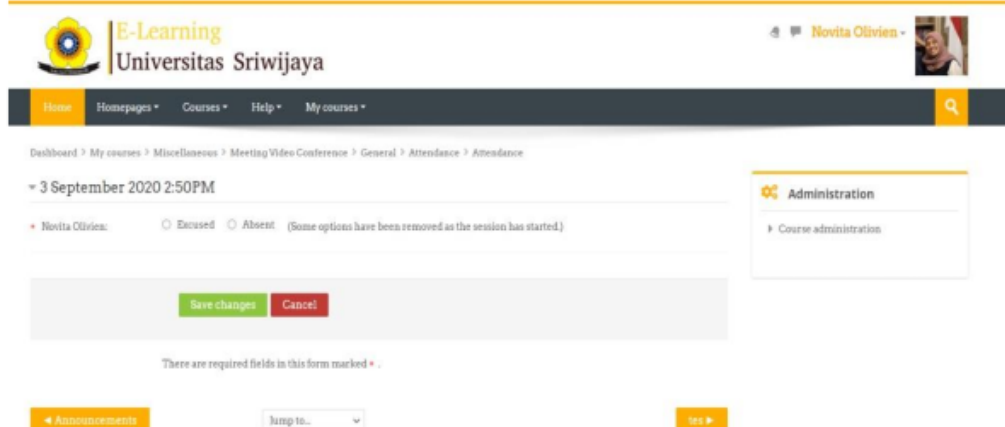 E-Learning
Universitas Sriwijaya
Novita Olivien
Home Homepages Courses Help My courses
Dashboard > My courses > Miscellaneous > Meeting Video Conference > General > Attendance > Attendance
3 September 2020 2:50PM
* Novita Olivien: Excused Absent (Some options have been removed as the session has started.)
Save changes Cancel
There are required fields in this form marked * .
◄ Announcements Jump to... tes ►
Administration
Course administration